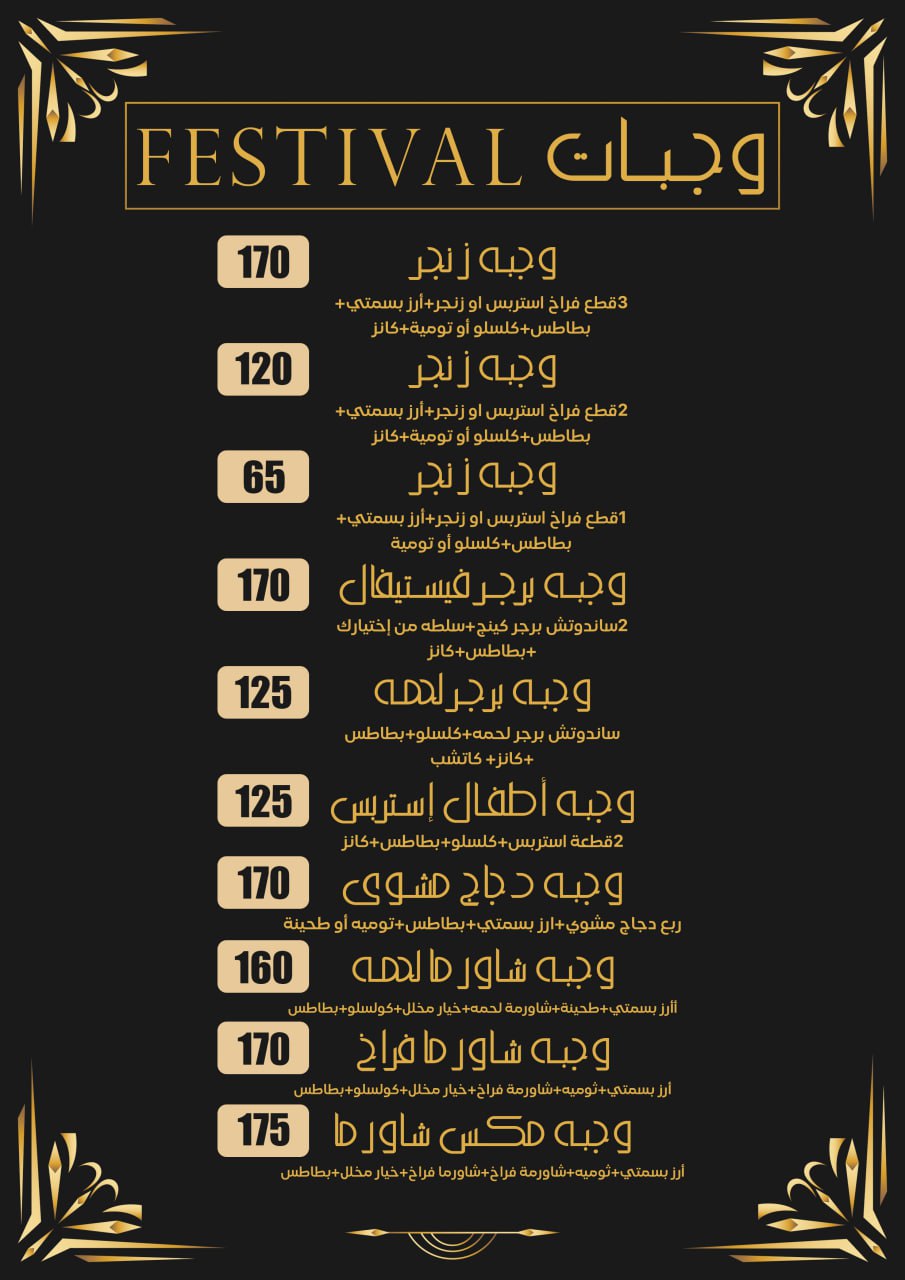 وجبات FESTIVAL
وجبه زنجر 170
3قطع فراخ استربس او زنجر+أرز بسمتي+
بطاطس+كلسلو أو تومية+كانز
وجبه زنجر 120
2قطع فراخ استربس او زنجر+أرز بسمتي+
بطاطس+كلسلو أو تومية+كانز
وجبه زنجر 65
1قطع فراخ استربس او زنجر+أرز بسمتي+
بطاطس+كلسلو أو تومية
وجبه برجر فيستيفال 170
2ساندوتش برجر كينج+سلطه من إختيارك
+بطاطس+كانز
وجبه برجر لحمه 125
ساندوتش برجر لحمه+كلسلو+بطاطس
+كانز+ كاتشب
وجبه أطفال إستربس 125
2قطعة استربس+كلسلو+بطاطس+كانز
وجبه دجاج مشوى 170
ربع دجاج مشوي+ارز بسمتي+بطاطس+توميه أو طحينة
وجبه شاورما لحمه 160
أأرز بسمتي+طحينة+شاورمة لحمه+خيار مخلل+كولسلو+بطاطس
وجبه شاورما فراخ 170
أرز بسمتي+ثوميه+شاورمة فراخ+خيار مخلل+كولسلو+بطاطس
وجبه مكس شاورما 175
أرز بسمتي+ثوميه+شاورمة فراخ+شاورما فراخ+خيار مخلل+بطاطس